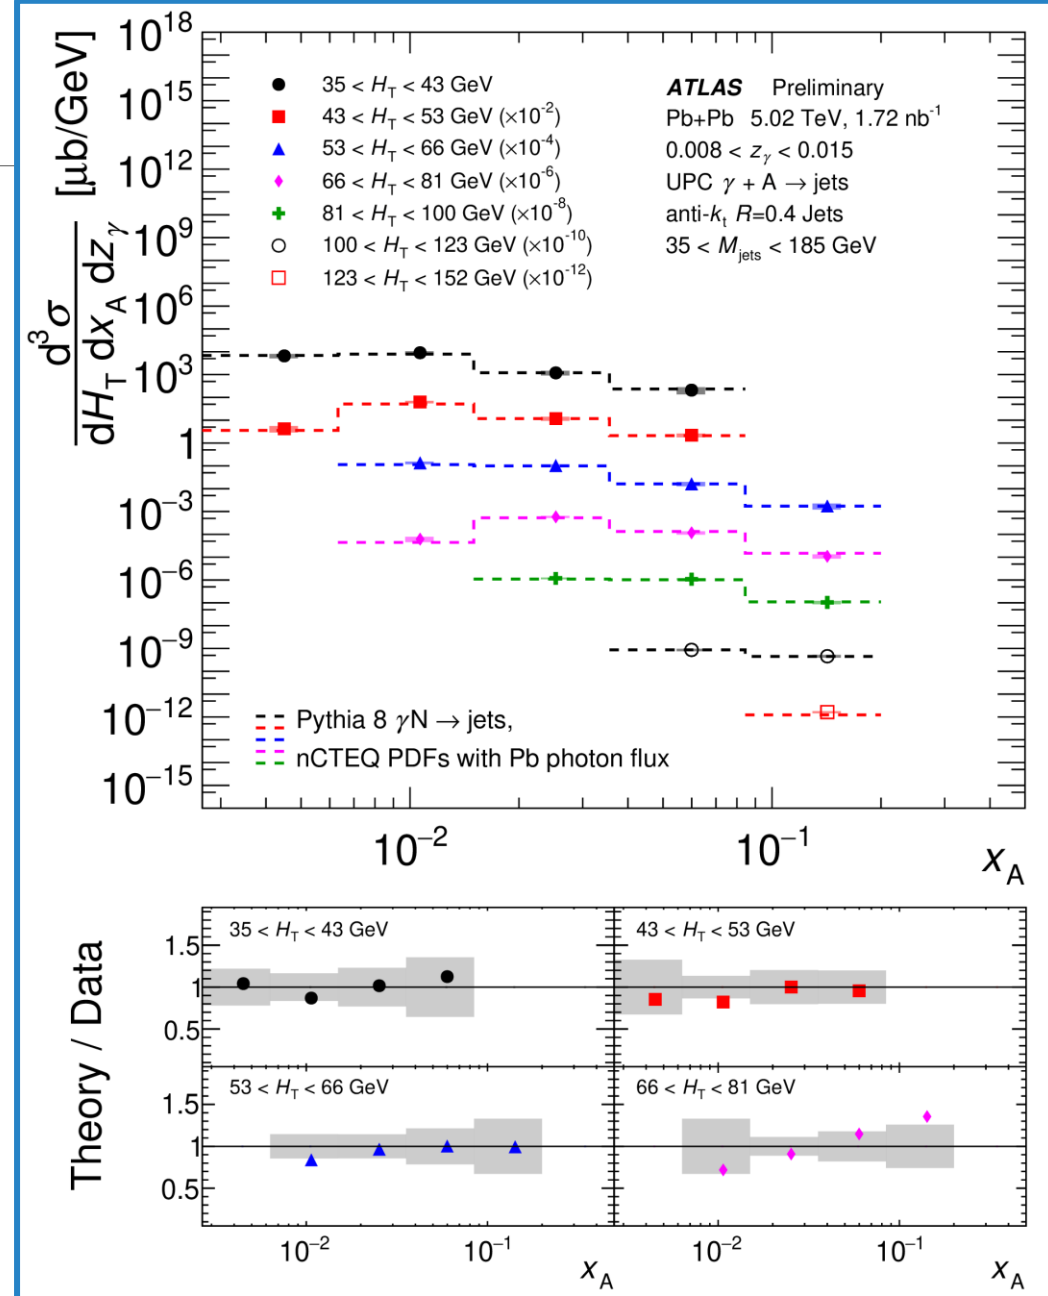 d³σ / dH_T dx_A dz_γ [μb/GeV]
10^18
10^15
10^12
10^9
10^6
10^3
1
10^−3
10^−6
10^−9
10^−12
10^−15
35 < H_T < 43 GeV
43 < H_T < 53 GeV (×10^-2)
53 < H_T < 66 GeV (×10^-4)
66 < H_T < 81 GeV (×10^-6)
81 < H_T < 100 GeV (×10^-8)
100 < H_T < 123 GeV (×10^-10)
123 < H_T < 152 GeV (×10^-12)
ATLAS Preliminary
Pb+Pb 5.02 TeV, 1.72 nb^-1
0.008 < z_γ < 0.015
UPC γ + A → jets
anti-k_t R=0.4 Jets
35 < M_jets < 185 GeV
Pythia 8 γN → jets,
nCTEQ PDFs with Pb photon flux
10^−2
10^−1
x_A
Theory / Data
35 < H_T < 43 GeV
43 < H_T < 53 GeV
1.5
1
0.5
53 < H_T < 66 GeV
66 < H_T < 81 GeV
1.5
1
0.5
10^−2
10^−1
x_A
10^−2
10^−1
x_A